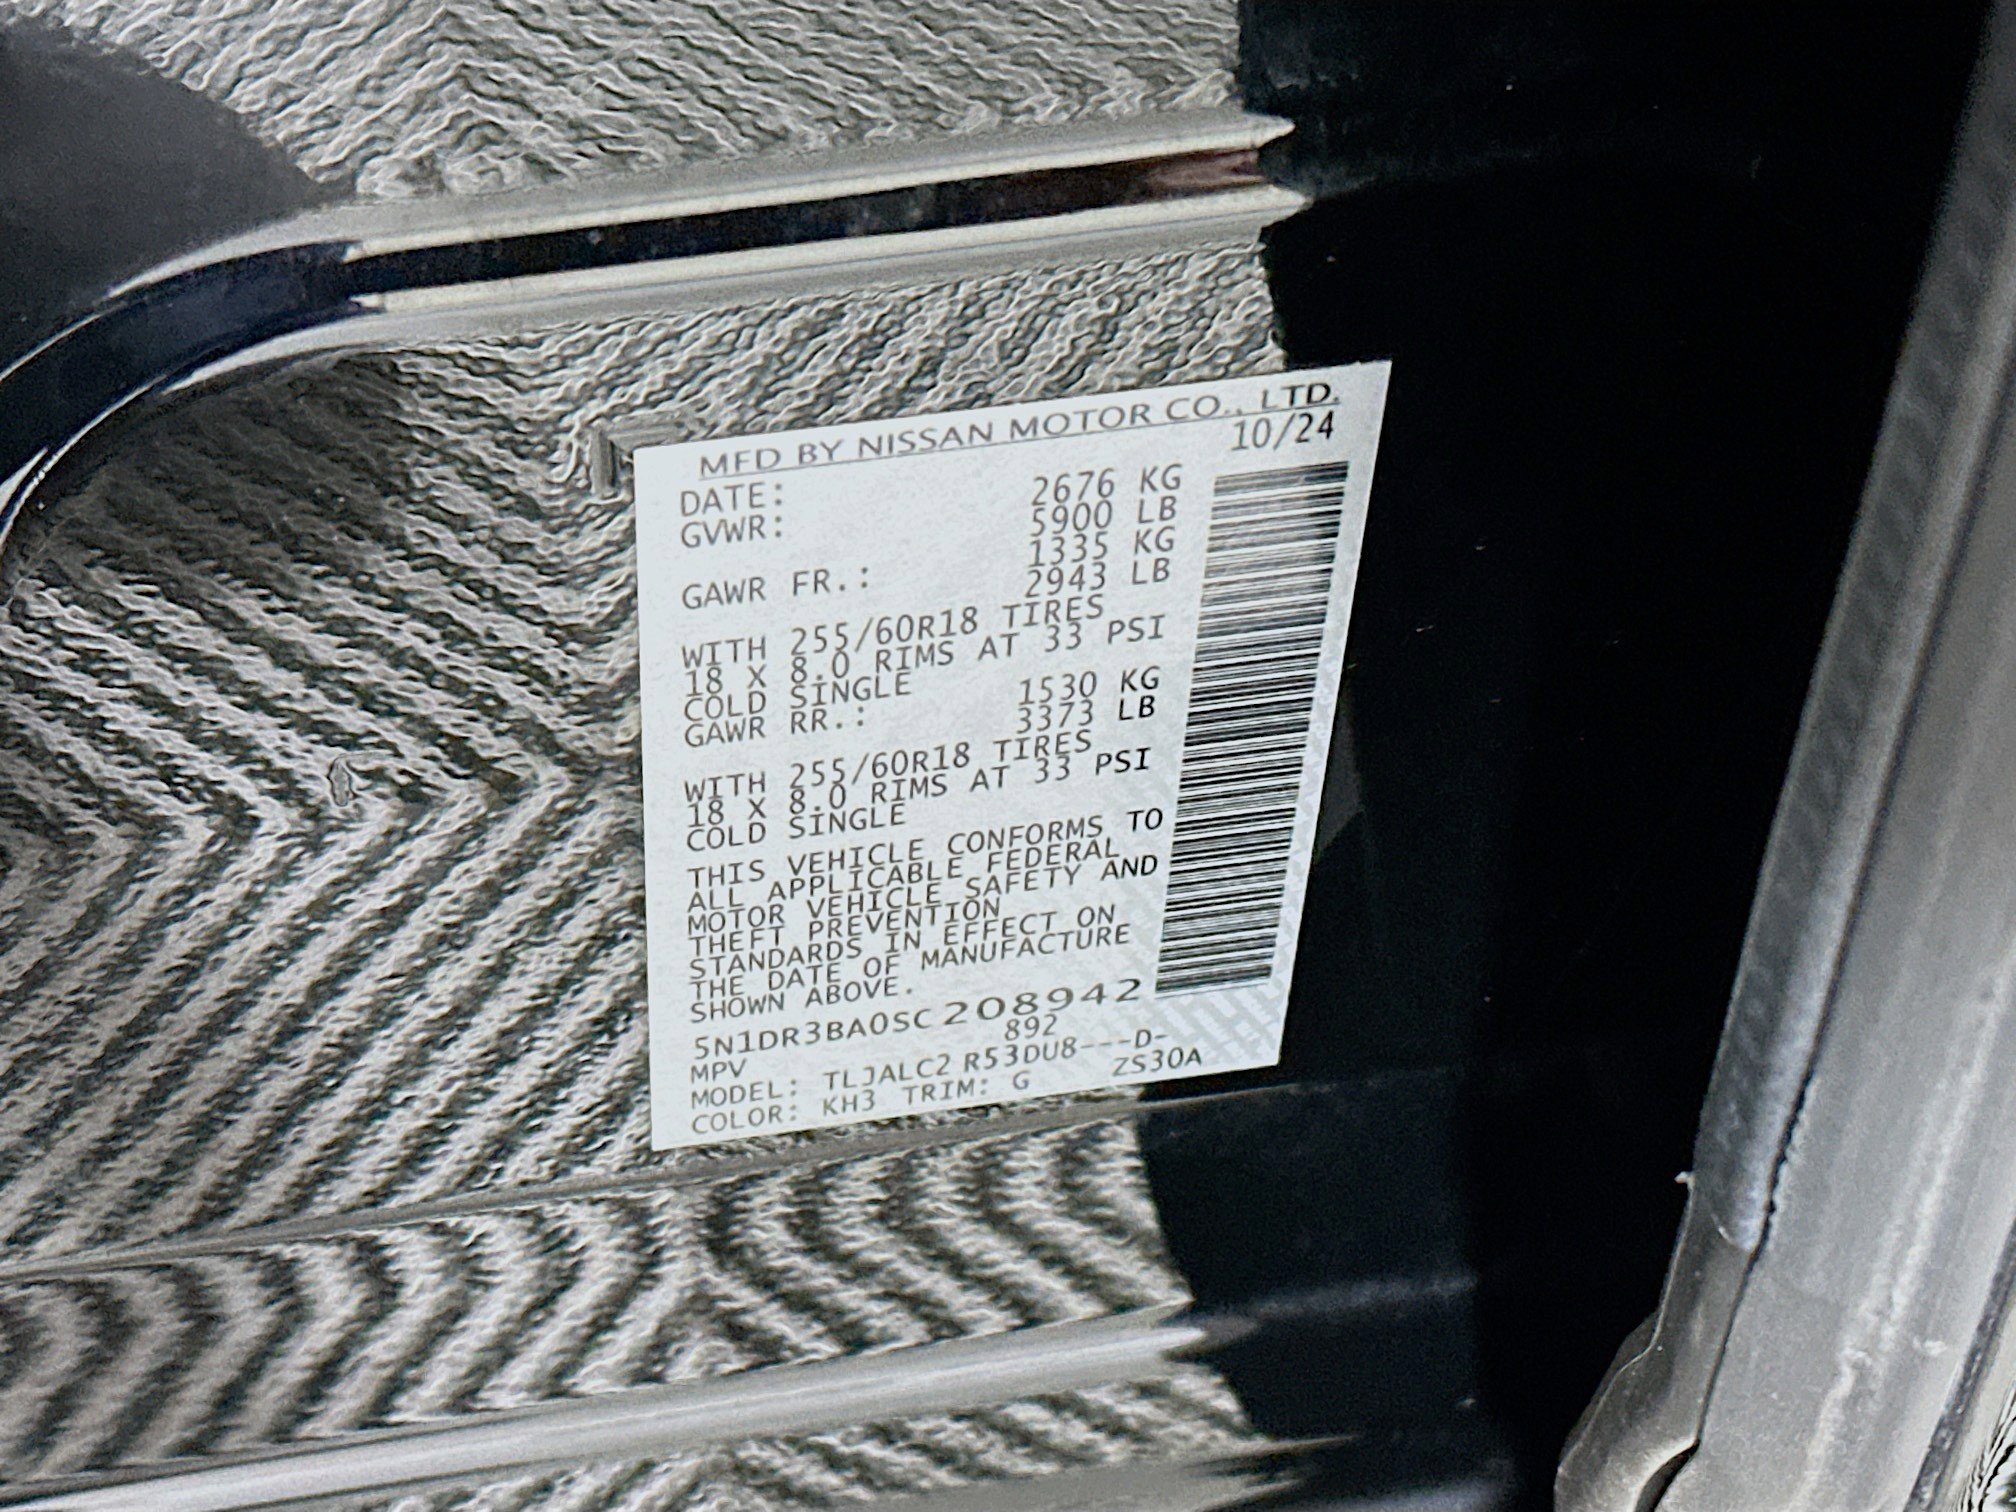 MFD BY NISSAN MOTOR CO., LTD.
DATE: 10/24
GVWR: 2676 KG
5900 LB
GAWR FR.: 1335 KG
2943 LB
WITH 255/60R18 TIRES
18 X 8.0 RIMS AT 33 PSI
COLD SINGLE
GAWR RR.: 1530 KG
3373 LB
WITH 255/60R18 TIRES
18 X 8.0 RIMS AT 33 PSI
COLD SINGLE
THIS VEHICLE CONFORMS TO
ALL APPLICABLE FEDERAL
MOTOR VEHICLE SAFETY AND
THEFT PREVENTION
STANDARDS IN EFFECT ON
THE DATE OF MANUFACTURE
SHOWN ABOVE.
5N1DR3BA0SC208942
MPV 892
MODEL: TLJALC2 R53DU8---D-
COLOR: KH3 TRIM: G ZS30A